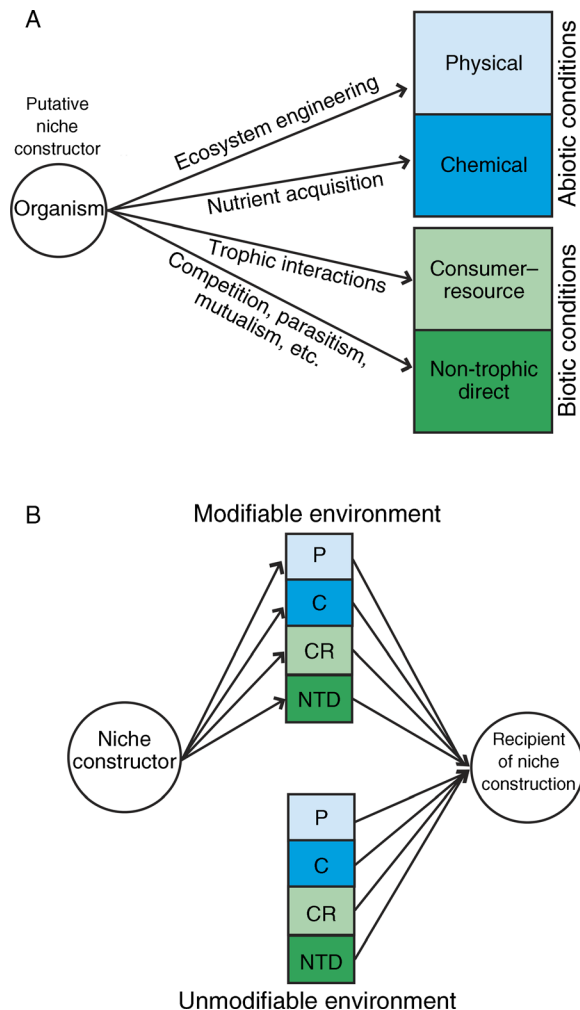 A
Putative
niche
constructor
Organism
Ecosystem engineering
Nutrient acquisition
Trophic interactions
Competition, parasitism,
mutualism, etc.
Physical
Chemical
Abiotic conditions
Consumer–
resource
Non-trophic
direct
Biotic conditions
B
Modifiable environment
P
C
CR
NTD
Niche
constructor
Recipient
of niche
construction
P
C
CR
NTD
Unmodifiable environment